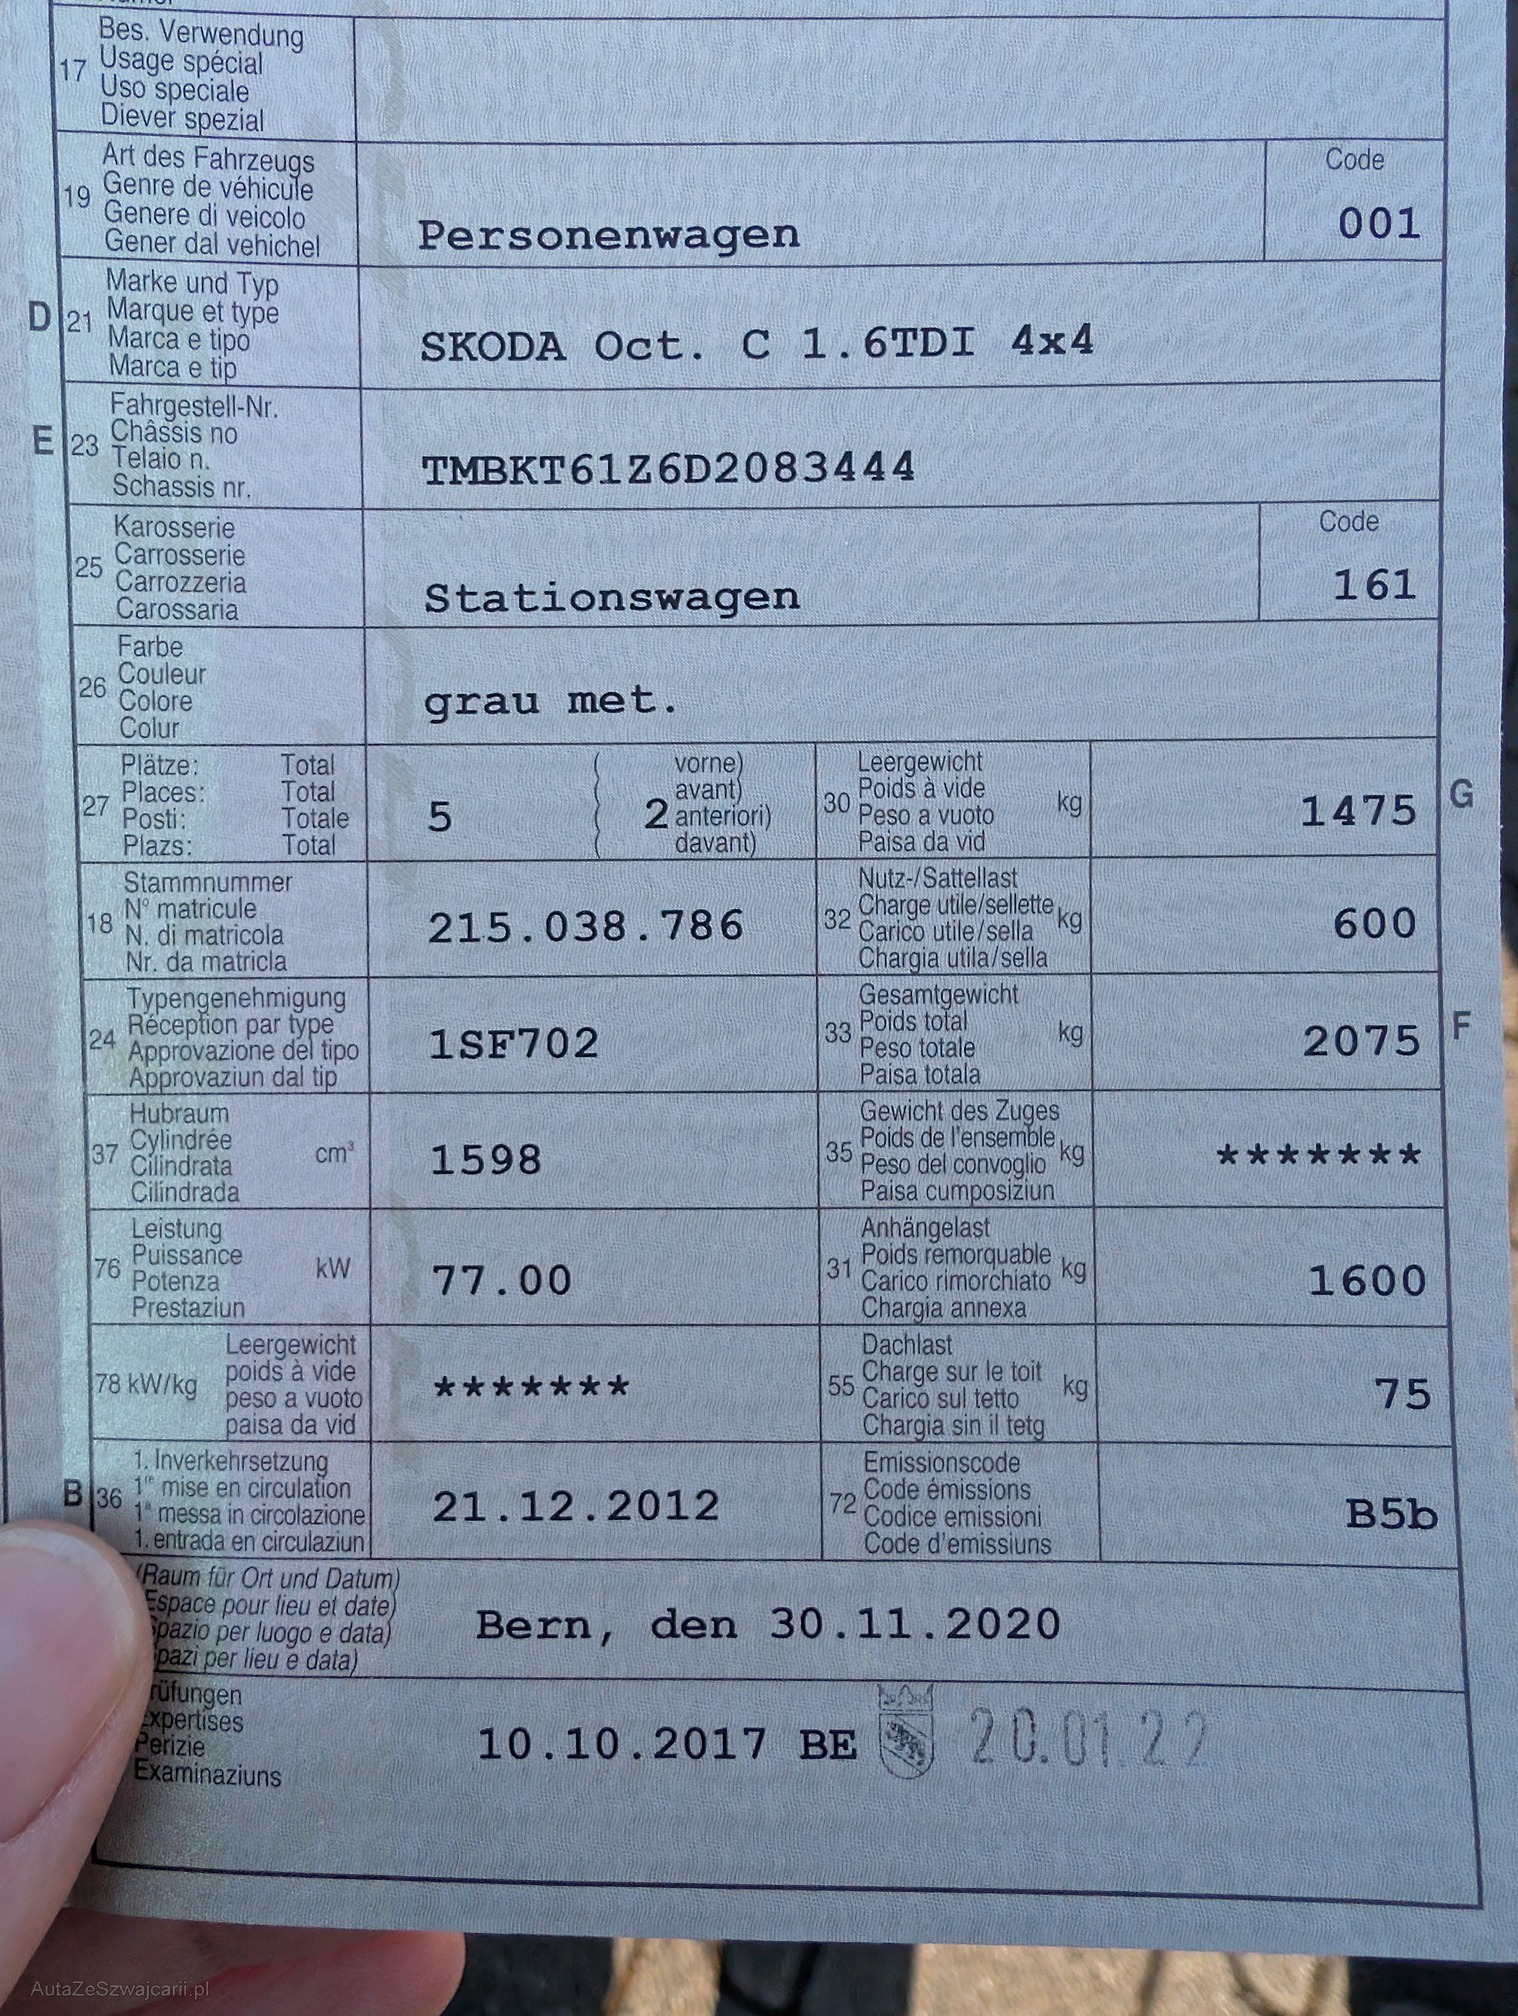 17 Bes. Verwendung
Usage spécial
Uso speciale
Diever spezial
19 Art des Fahrzeugs
Genre de véhicule
Genere di veicolo
Gener dal vehichel
Personenwagen
Code
001
D 21 Marke und Typ
Marque et type
Marca e tipo
Marca e tip
SKODA Oct. C 1.6TDI 4x4
E 23 Fahrgestell-Nr.
Châssis no
Telaio n.
Schassis nr.
TMBKT61Z6D2083444
25 Karosserie
Carrosserie
Carrozzeria
Carossaria
Stationswagen
Code
161
26 Farbe
Couleur
Colore
Colur
grau met.
27 Plätze: Total
Places: Total
Posti: Totale
Plazs: Total
5
( vorne)
( avant)
( 2 anteriori)
( davant)
30 Leergewicht
Poids à vide
Peso a vuoto
Paisa da vid
kg
1475 G
18 Stammnummer
N° matricule
N. di matricola
Nr. da matricla
215.038.786
32 Nutz-/Sattellast
Charge utile/sellette
Carico utile/sella
Chargia utila/sella
kg
600
24 Typengenehmigung
Réception par type
Approvazione del tipo
Approvaziun dal tip
1SF702
33 Gesamtgewicht
Poids total
Peso totale
Paisa totala
kg
2075 F
37 Hubraum
Cylindrée
Cilindrata
Cilindrada
cm³
1598
35 Gewicht des Zuges
Poids de l'ensemble
Peso del convoglio
Paisa cumposiziun
kg
*******
76 Leistung
Puissance
Potenza
Prestaziun
kW
77.00
31 Anhängelast
Poids remorquable
Carico rimorchiato
Chargia annexa
kg
1600
78 kW/kg
Leergewicht
poids à vide
peso a vuoto
paisa da vid
*******
55 Dachlast
Charge sur le toit
Carico sul tetto
Chargia sin il tetg
kg
75
B 36 1. Inverkehrsetzung
1re mise en circulation
1a messa in circolazione
1. entrada en circulaziun
21.12.2012
72 Emissionscode
Code émissions
Codice emissioni
Code d'emissiuns
B5b
(Raum für Ort und Datum)
Espace pour lieu et date)
pazio per luogo e data)
pazi per lieu e data)
Bern, den 30.11.2020
rüfungen
xpertises
Perizie
Examinaziuns
10.10.2017 BE 20.01.22
AutaZeSzwajcarii.pl